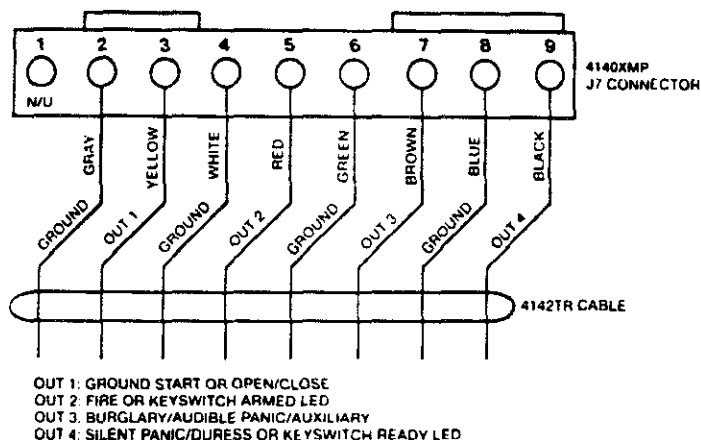 1 2 3 4 5 6 7 8 9
N/U
4140XMP
J7 CONNECTOR
GRAY
YELLOW
WHITE
RED
GREEN
BROWN
BLUE
BLACK
GROUND
OUT 1
GROUND
OUT 2
GROUND
OUT 3
GROUND
OUT 4
4142TR CABLE
OUT 1: GROUND START OR OPEN/CLOSE
OUT 2: FIRE OR KEYSWITCH ARMED LED
OUT 3. BURGLARY/AUDIBLE PANIC/AUXILIARY
OUT 4: SILENT PANIC/DURESS OR KEYSWITCH READY LED